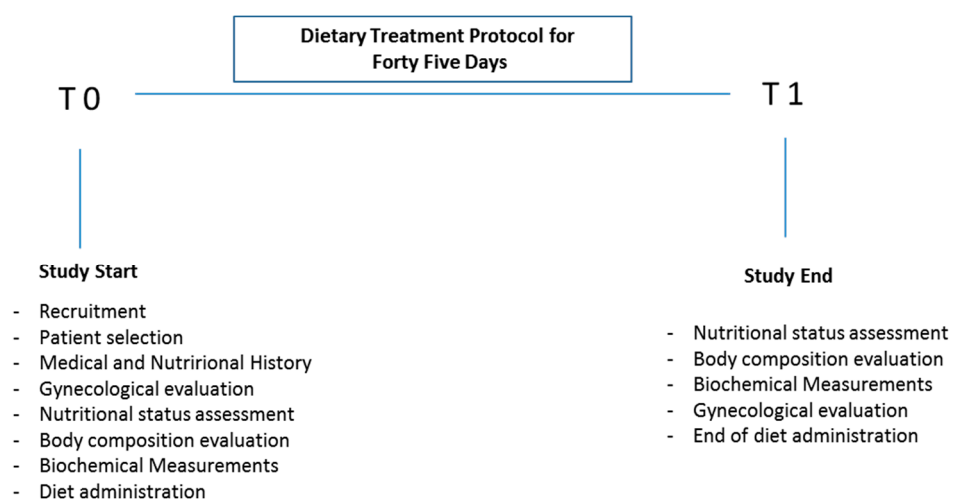 Dietary Treatment Protocol for
Forty Five Days
T 0
T 1
Study Start
- Recruitment
- Patient selection
- Medical and Nutrirional History
- Gynecological evaluation
- Nutritional status assessment
- Body composition evaluation
- Biochemical Measurements
- Diet administration
Study End
- Nutritional status assessment
- Body composition evaluation
- Biochemical Measurements
- Gynecological evaluation
- End of diet administration